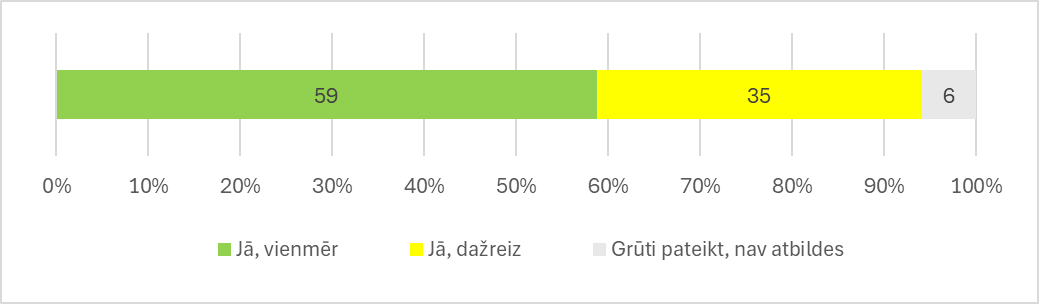 59 35 6
0% 10% 20% 30% 40% 50% 60% 70% 80% 90% 100%
Jā, vienmēr Jā, dažreiz Grūti pateikt, nav atbildes